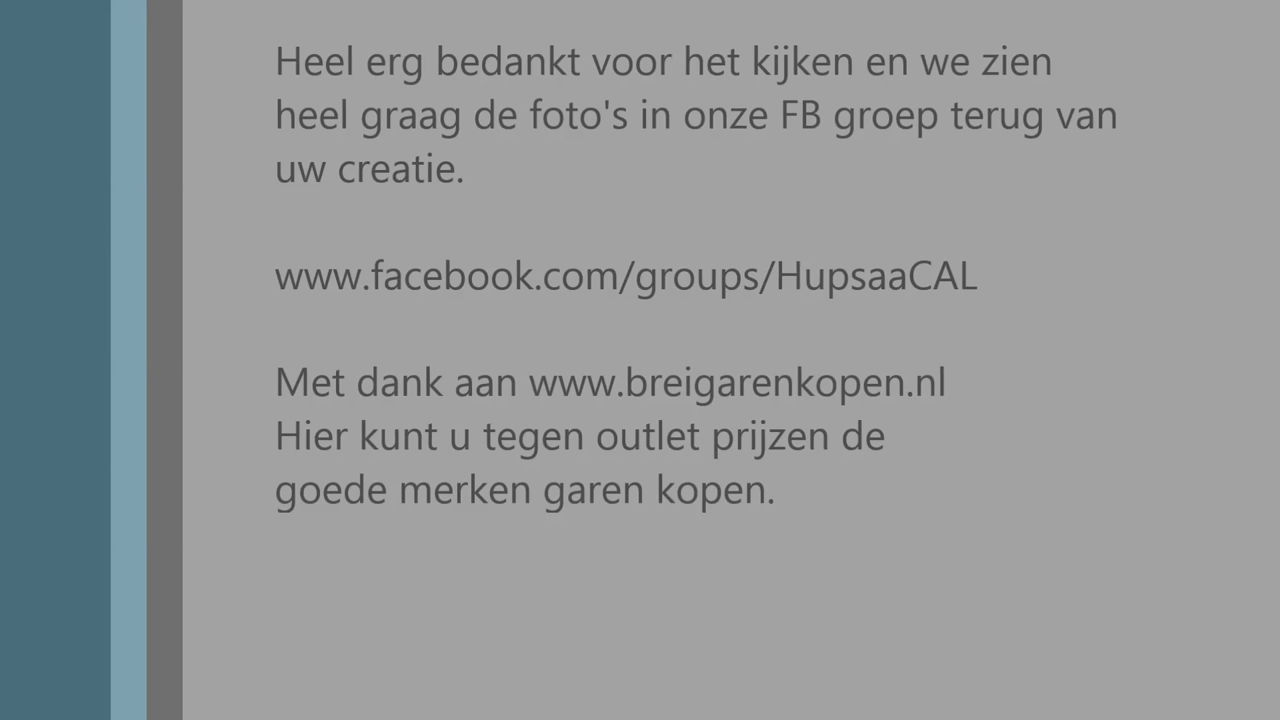 Heel erg bedankt voor het kijken en we zien
heel graag de foto's in onze FB groep terug van
uw creatie.
www.facebook.com/groups/HupsaaCAL
Met dank aan www.breigarenkopen.nl
Hier kunt u tegen outlet prijzen de
goede merken garen kopen.